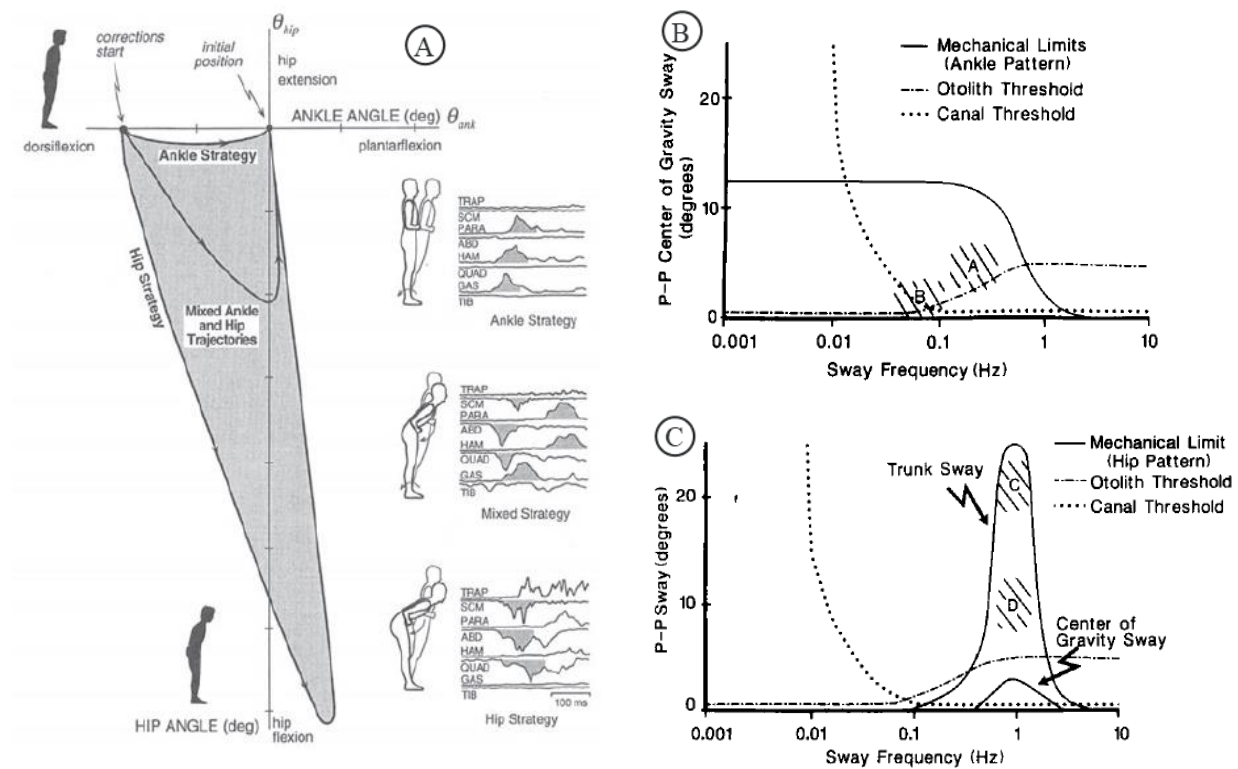 A
θhip
corrections
start
initial
position
hip
extension
ANKLE ANGLE (deg) θank
dorsiflexion
plantarflexion
Ankle Strategy
Hip Strategy
Mixed Ankle
and Hip
Trajectories
HIP ANGLE (deg)
hip
flexion
TRAP
SCM
PARA
ABD
HAM
QUAD
GAS
TIB
Ankle Strategy
TRAP
SCM
PARA
ABD
HAM
QUAD
GAS
TIB
Mixed Strategy
TRAP
SCM
PARA
ABD
HAM
QUAD
GAS
TIB
100 ms
Hip Strategy
B
Mechanical Limits
(Ankle Pattern)
Otolith Threshold
Canal Threshold
P-P Center of Gravity Sway
(degrees)
20
10
0
A
B
0.001 0.01 0.1 1 10
Sway Frequency (Hz)
C
Mechanical Limit
(Hip Pattern)
Otolith Threshold
Canal Threshold
Trunk Sway
C
D
Center of
Gravity Sway
P-P Sway (degrees)
20
10
0
0.001 0.01 0.1 1 10
Sway Frequency (Hz)